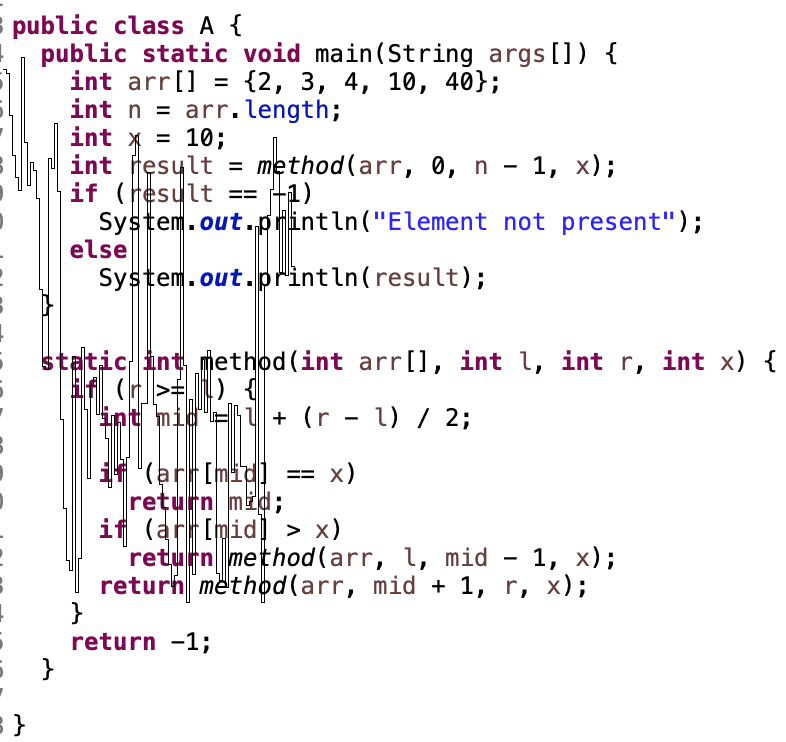 public class A {
public static void main(String args[]) {
int arr[] = {2, 3, 4, 10, 40};
int n = arr.length;
int x = 10;
int result = method(arr, 0, n - 1, x);
if (result == -1)
System.out.println("Element not present");
else
System.out.println(result);
}
static int method(int arr[], int l, int r, int x) {
if (r >= l) {
int mid = l + (r - l) / 2;
if (arr[mid] == x)
return mid;
if (arr[mid] > x)
return method(arr, l, mid - 1, x);
return method(arr, mid + 1, r, x);
}
return -1;
}
}